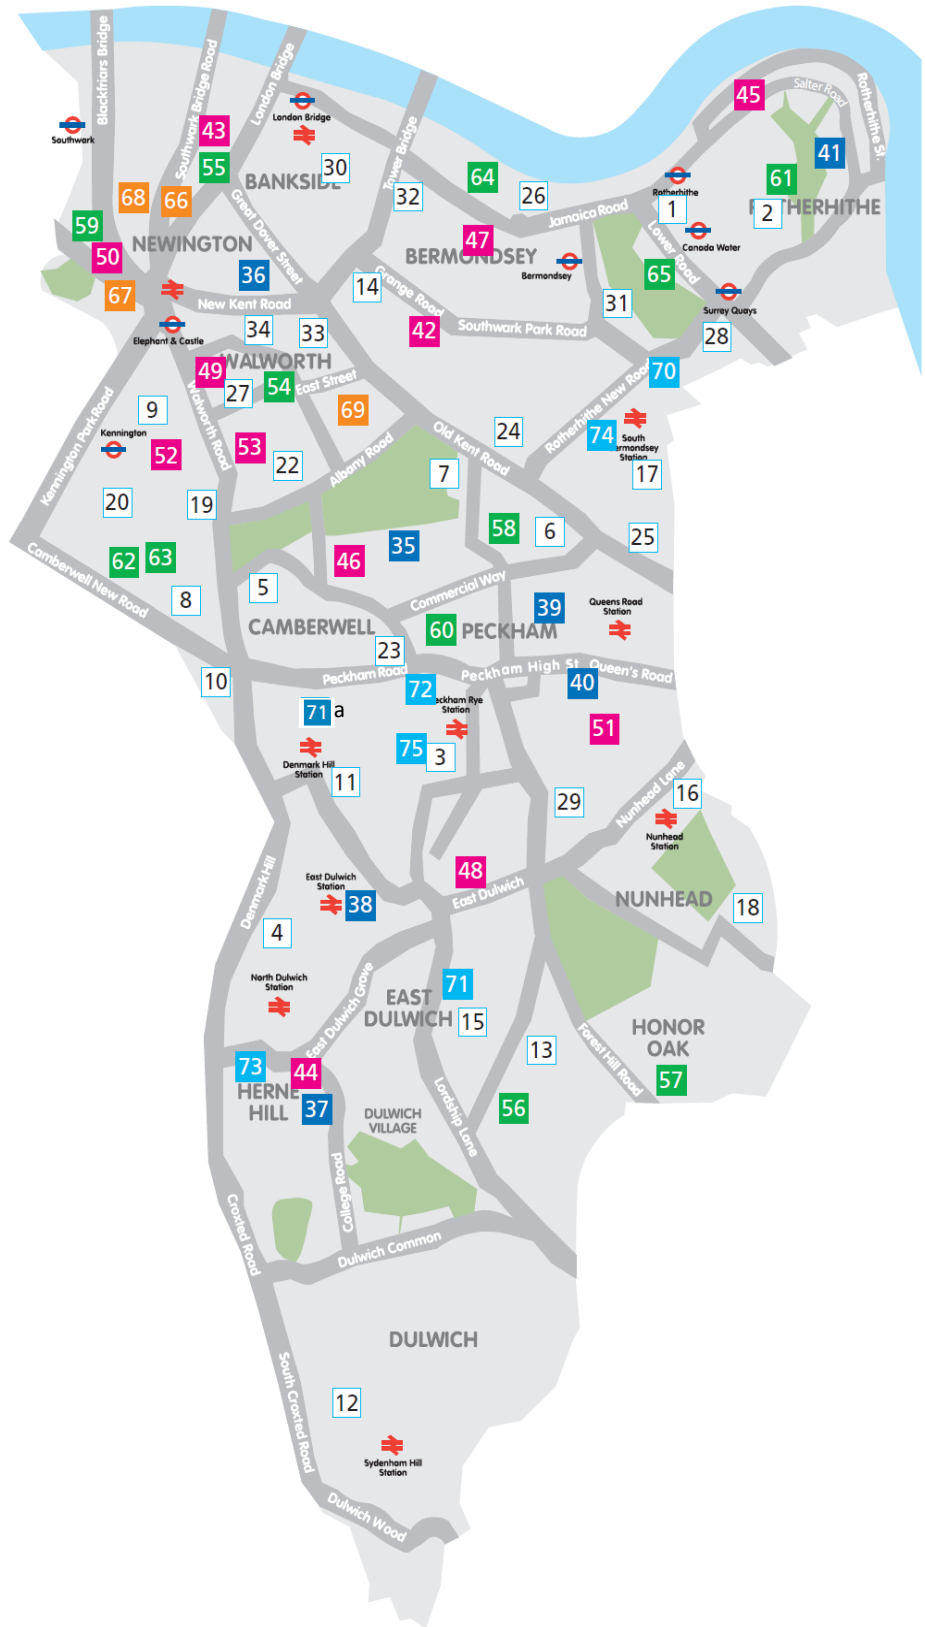 Blackfriars Bridge
Southwark Bridge Road
London Bridge
Tower Bridge
45
Salter Road
Rotherhithe St.
London Bridge
Southwark
43
41
55
30
BANKSIDE
64
26
Rotherhithe
61
68
66
32
1
2
ROTHERHITHE
Jamaica Road
59
Great Dover Street
NEWINGTON
47
BERMONDSEY
Lower Road
Canada Water
50
36
Bermondsey
65
67
14
Grange Road
Surrey Quays
New Kent Road
31
34
33
42
Southwark Park Road
28
Elephant & Castle
WALWORTH
49
27
54
East Street
70
9
69
Walworth Road
Rotherhithe New Road
Kennington Park Road
Kennington
52
53
22
Albany Road
Old Kent Road
24
74
South
ermondsey
Station
7
17
20
19
58
6
25
62
63
46
35
Camberwell New Road
8
5
Commercial Way
39
Queens Road
Station
CAMBERWELL
60
PECKHAM
23
10
Peckham Road
Peckham High St.
Queen's Road
72
40
71
a
eckham Rye
Station
51
75
3
Denmark Hill
Station
11
29
Nunhead Lane
16
Nunhead
Station
48
Denmark Hill
East Dulwich
Station
38
East Dulwich
NUNHEAD
18
4
North Dulwich
Station
East Dulwich Grove
71
EAST
DULWICH
15
13
HONOR
OAK
Forest Hill Road
73
44
57
HERNE
HILL
37
DULWICH
VILLAGE
Lordship Lane
56
College Road
Croxted Road
Dulwich Common
DULWICH
South Croxted Road
12
Sydenham Hill
Station
Dulwich Wood